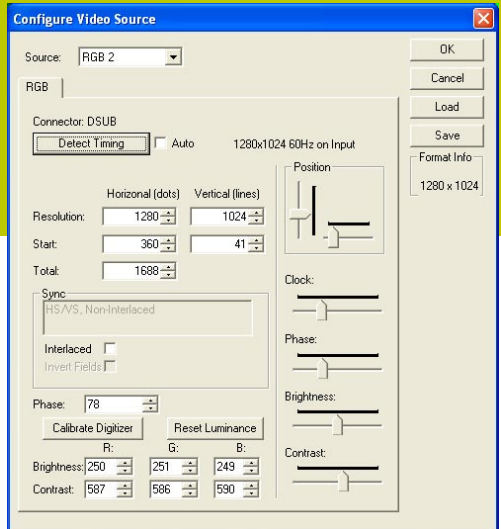 Configure Video Source
Source: RGB 2
OK
Cancel
Load
Save
Format Info
1280 x 1024
RGB
Connector: DSUB
Detect Timing Auto 1280x1024 60Hz on Input
Position
Horizonal (dots) Vertical (lines)
Resolution: 1280 1024
Start: 360 41
Total: 1688
Sync
HS/VS, Non-Interlaced
Interlaced
Invert Fields
Clock:
Phase:
Brightness:
Contrast:
Phase: 78
Calibrate Digitizer Reset Luminance
R: G: B:
Brightness: 250 251 249
Contrast: 587 586 590